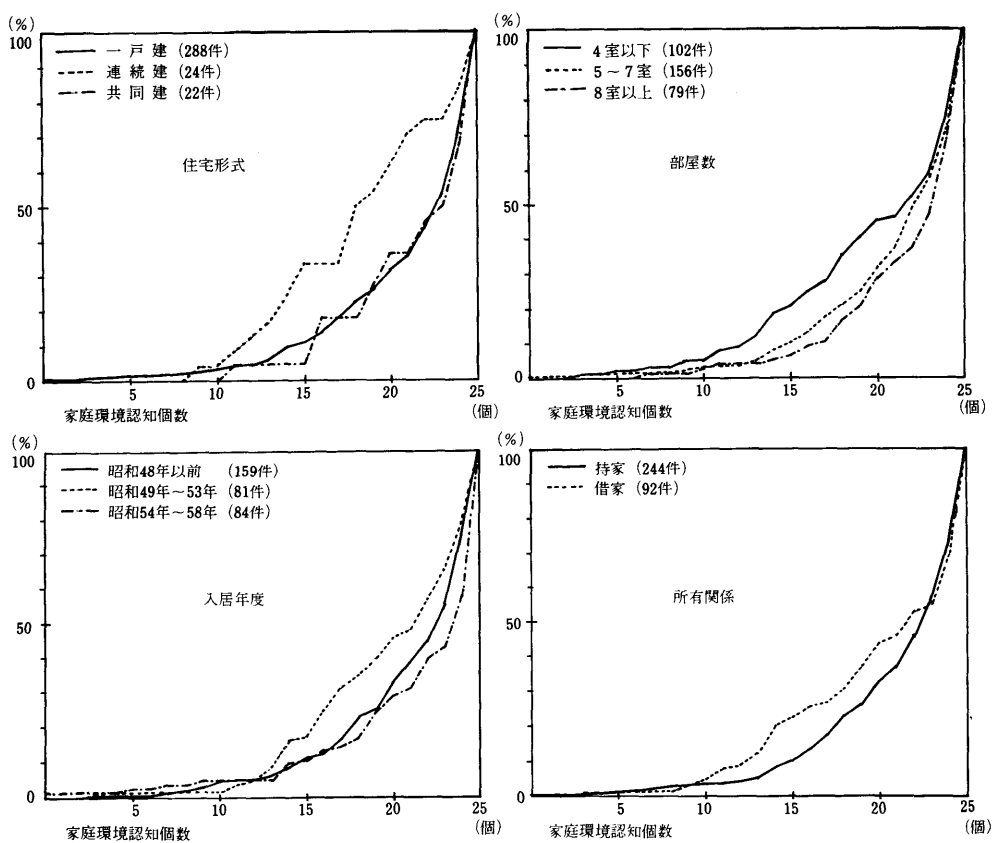 (%)
100
一戸建 (288件)
連続建 (24件)
共同建 (22件)
住宅形式
50
0
5
10
15
20
25
家庭環境認知個数
(個)
(%)
100
4室以下 (102件)
5～7室 (156件)
8室以上 (79件)
部屋数
50
0
5
10
15
20
25
家庭環境認知個数
(個)
(%)
100
昭和48年以前 (159件)
昭和49年～53年 (81件)
昭和54年～58年 (84件)
入居年度
50
0
5
10
15
20
25
家庭環境認知個数
(個)
(%)
100
持家 (244件)
借家 (92件)
所有関係
50
0
5
10
15
20
25
家庭環境認知個数
(個)